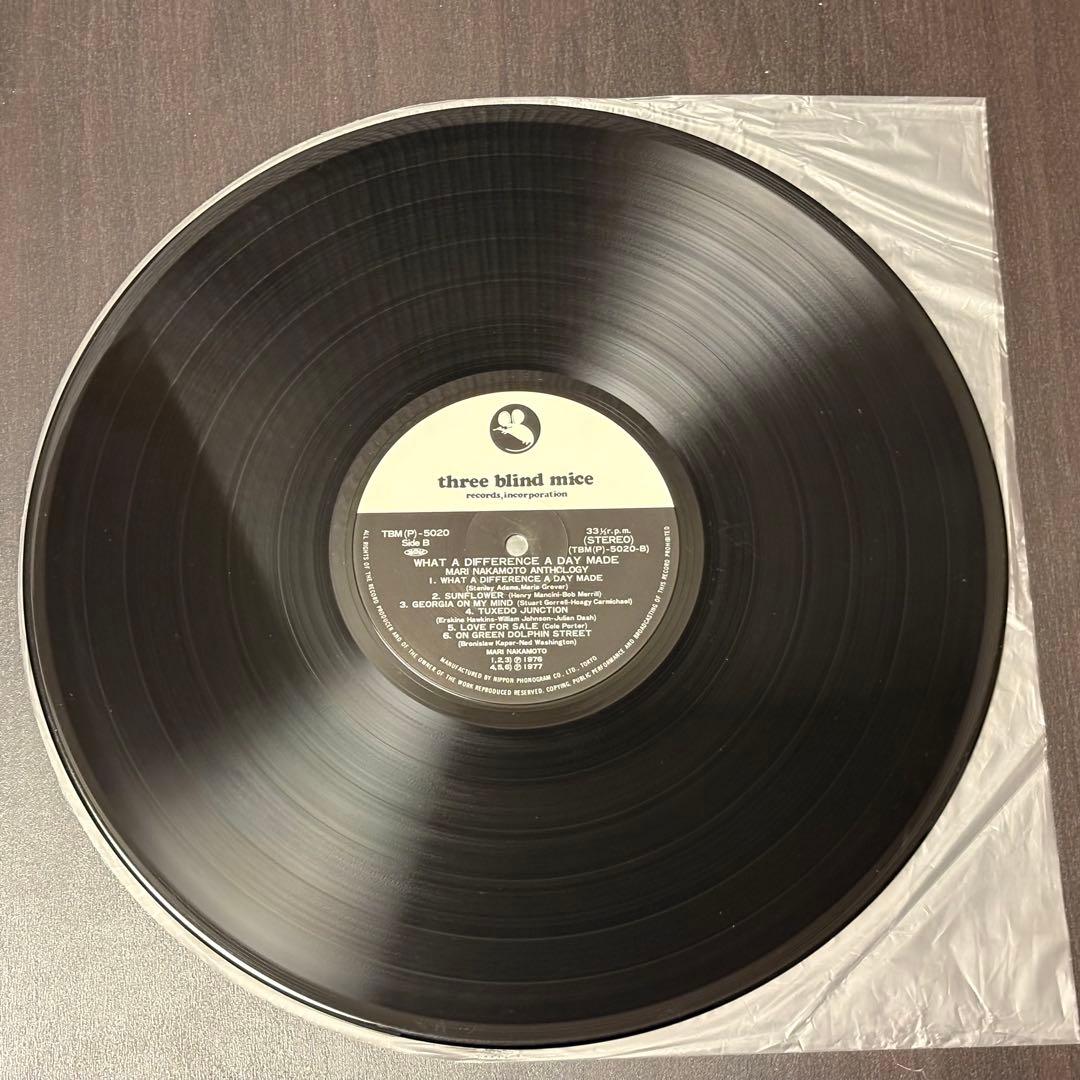 three blind mice
records, incorporation
TBM(P)-5020
Side B
33⅓r.p.m.
(STEREO)
(TBM(P)-5020-B)
WHAT A DIFFERENCE A DAY MADE
MARI NAKAMOTO ANTHOLOGY
1. WHAT A DIFFERENCE A DAY MADE
(Stanley Adams, Maria Grever)
2. SUNFLOWER (Henry Mancini-Bob Merrill)
3. GEORGIA ON MY MIND (Stuart Gorrell-Hoagy Carmichael)
4. TUXEDO JUNCTION
(Erskine Hawkins-William Johnson-Julian Dash)
5. LOVE FOR SALE (Cole Porter)
6. ON GREEN DOLPHIN STREET
(Bronislaw Kaper-Ned Washington)
MARI NAKAMOTO
1,2,3) ℗ 1976
4,5,6) ℗ 1977
MANUFACTURED BY NIPPON PHONOGRAM CO., LTD., TOKYO
ALL RIGHTS OF THE RECORD PRODUCER AND OF THE OWNER OF THE WORK REPRODUCED RESERVED. COPYING, PUBLIC PERFORMANCE AND BROADCASTING OF THIS RECORD PROHIBITED